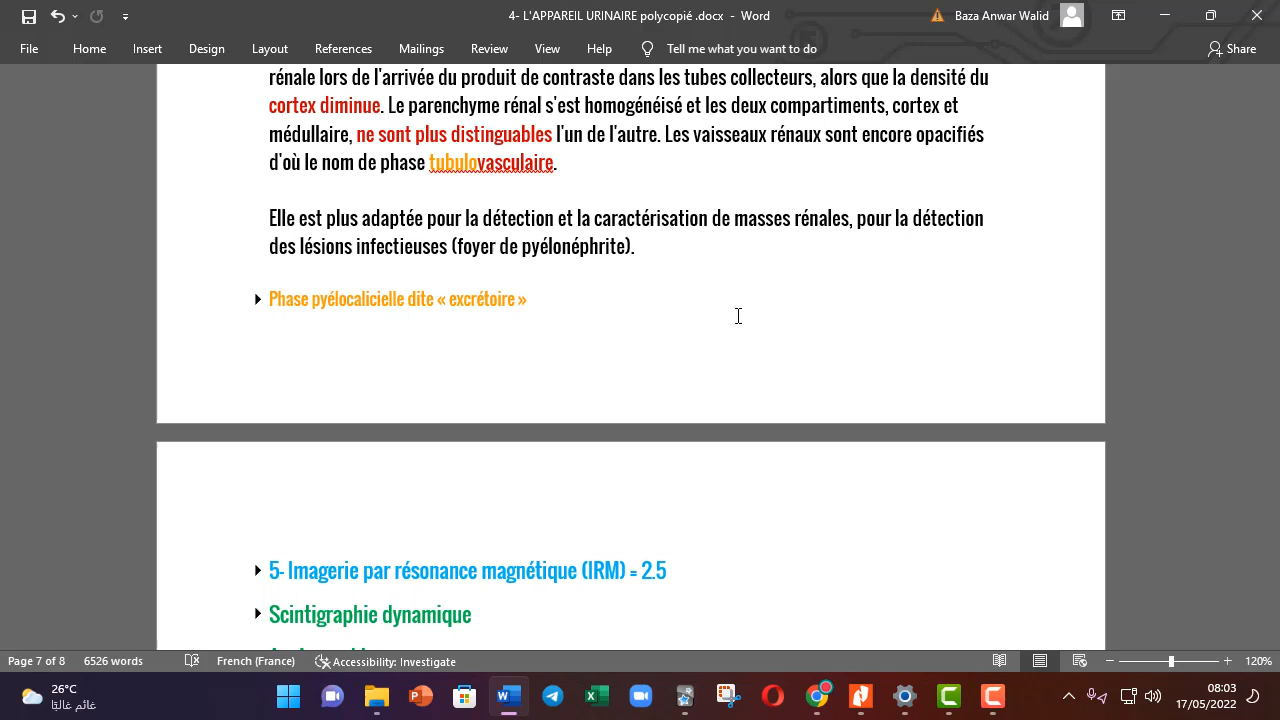 4- L'APPAREIL URINAIRE polycopié .docx - Word
Baza Anwar Walid
File Home Insert Design Layout References Mailings Review View Help Tell me what you want to do Share
rénale lors de l'arrivée du produit de contraste dans les tubes collecteurs, alors que la densité du
cortex diminue. Le parenchyme rénal s'est homogénéisé et les deux compartiments, cortex et
médullaire, ne sont plus distinguables l'un de l'autre. Les vaisseaux rénaux sont encore opacifiés
d'où le nom de phase tubulovasculaire.
Elle est plus adaptée pour la détection et la caractérisation de masses rénales, pour la détection
des lésions infectieuses (foyer de pyélonéphrite).
Phase pyélocalicielle dite « excrétoire »
5- Imagerie par résonance magnétique (IRM) = 2.5
Scintigraphie dynamique
Page 7 of 8 6526 words French (France) Accessibility: Investigate 120%
26°C
غائم غالبًا
08:03
17/05/2022